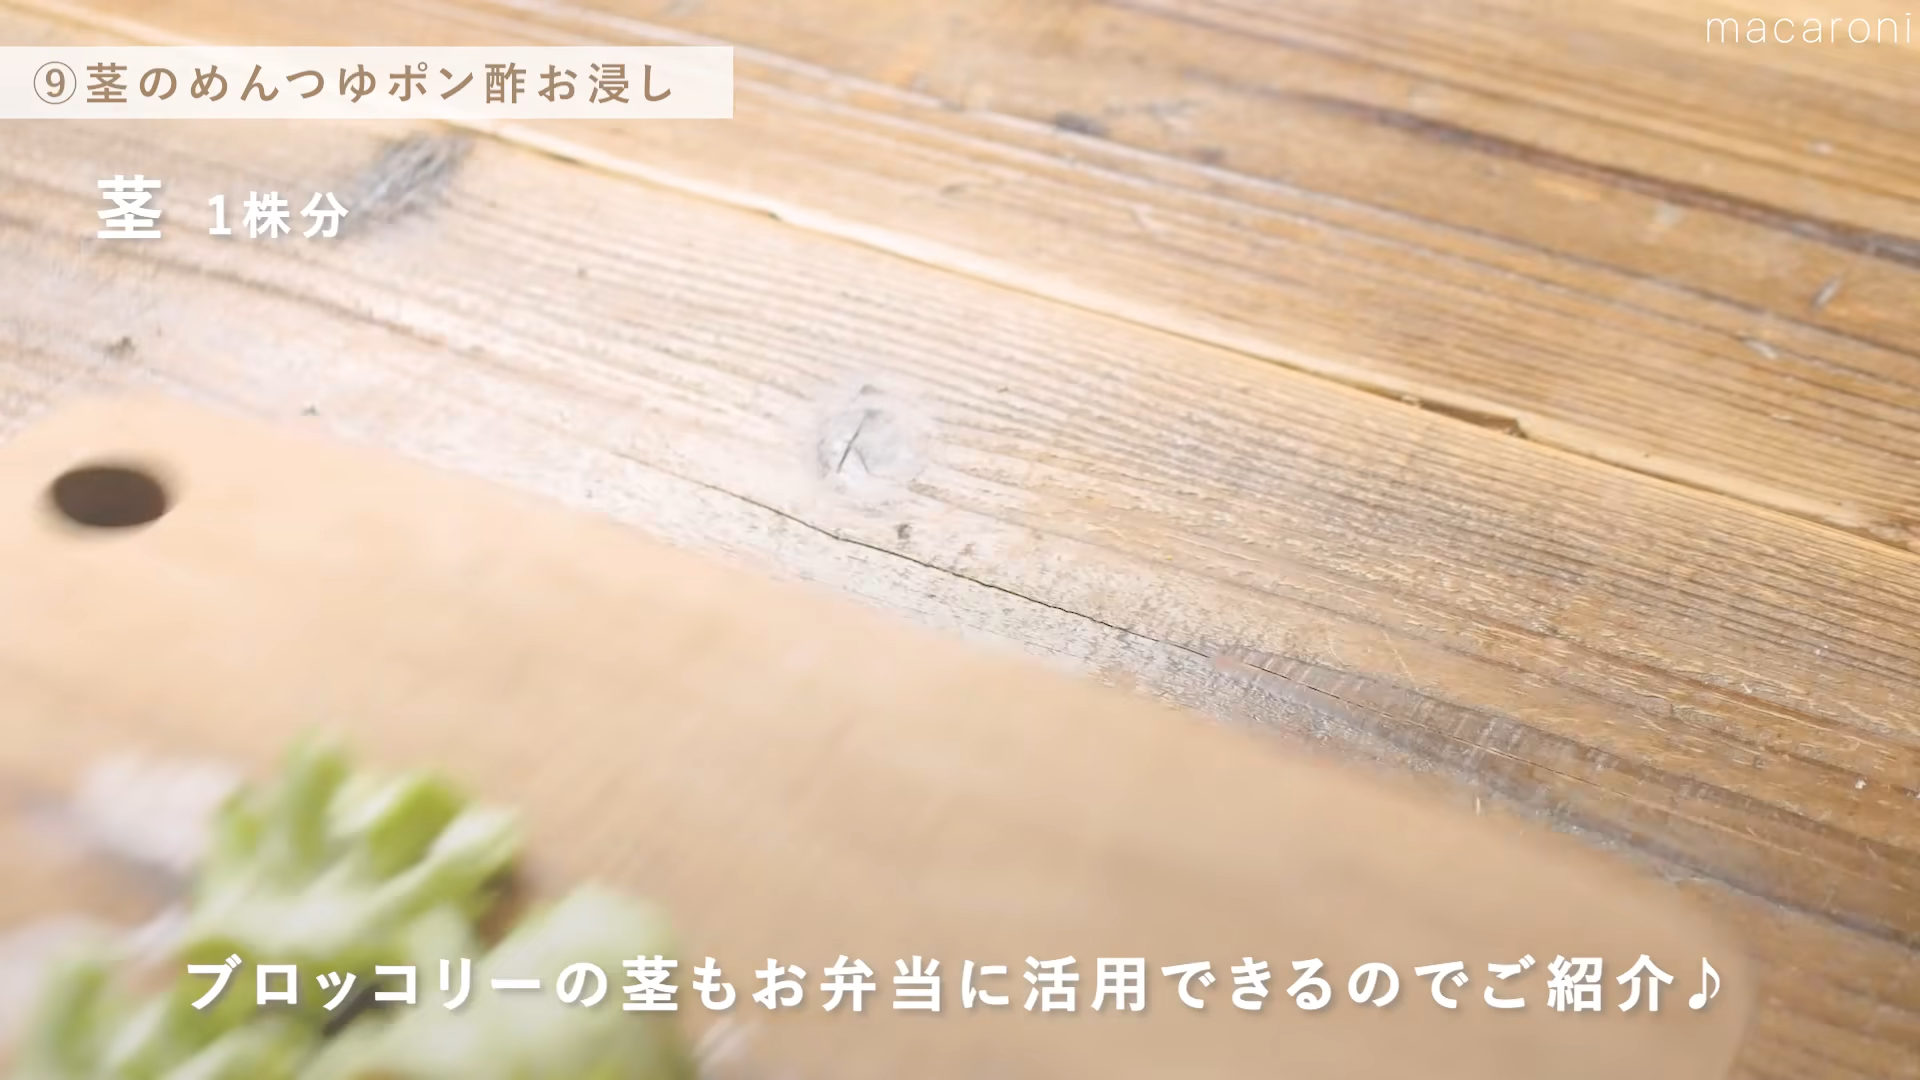 macaroni
⑨茎のめんつゆポン酢お浸し
茎 1株分
ブロッコリーの茎もお弁当に活用できるのでご紹介♪